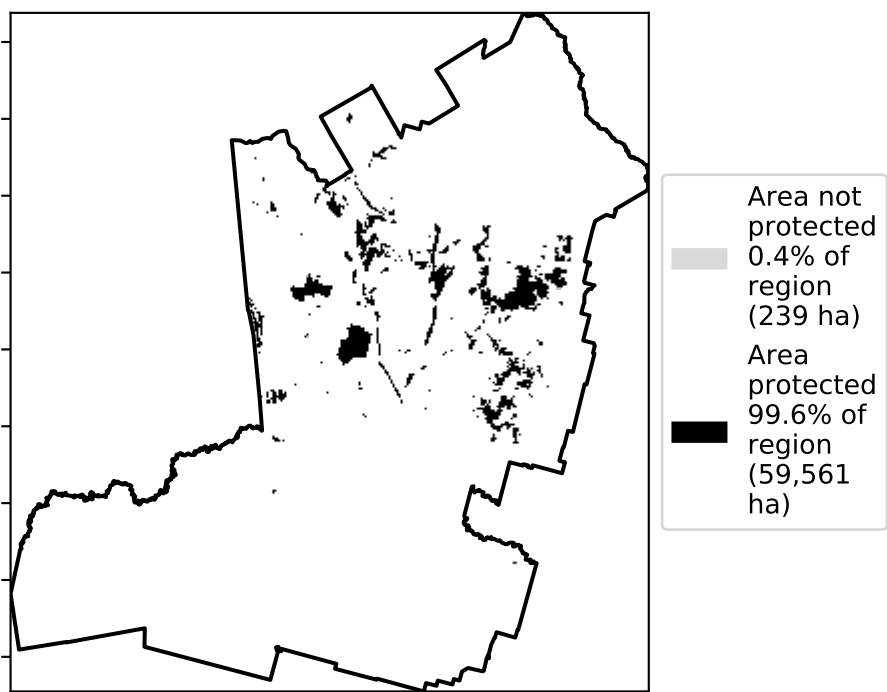 Area not
protected
0.4% of
region
(239 ha)
Area
protected
99.6% of
region
(59,561
ha)